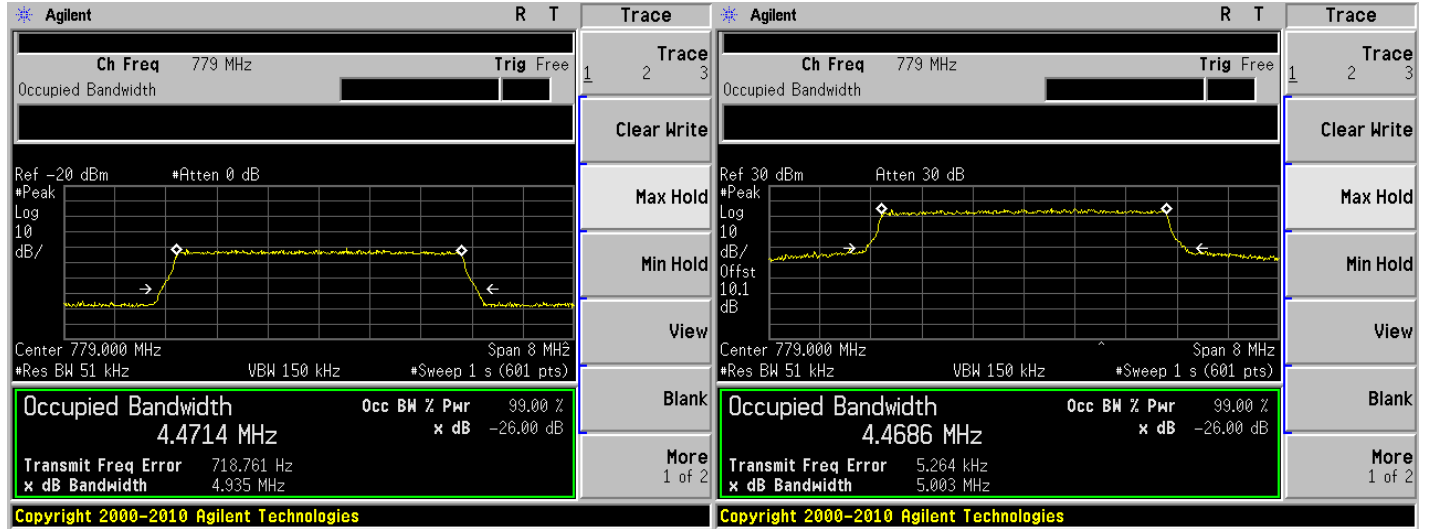 Agilent R T Trace
Ch Freq 779 MHz Trig Free
Occupied Bandwidth
Ref -20 dBm #Atten 0 dB
#Peak
Log
10
dB/
Center 779.000 MHz Span 8 MHz
#Res BW 51 kHz VBW 150 kHz #Sweep 1 s (601 pts)
Occupied Bandwidth Occ BW % Pwr 99.00 %
4.4714 MHz x dB -26.00 dB
Transmit Freq Error 718.761 Hz
x dB Bandwidth 4.935 MHz
Copyright 2000-2010 Agilent Technologies
Trace
1 2 3
Clear Write
Max Hold
Min Hold
View
Blank
More
1 of 2
Agilent R T Trace
Ch Freq 779 MHz Trig Free
Occupied Bandwidth
Ref 30 dBm Atten 30 dB
#Peak
Log
10
dB/
Offst
10.1
dB
Center 779.000 MHz Span 8 MHz
#Res BW 51 kHz VBW 150 kHz #Sweep 1 s (601 pts)
Occupied Bandwidth Occ BW % Pwr 99.00 %
4.4686 MHz x dB -26.00 dB
Transmit Freq Error 5.264 kHz
x dB Bandwidth 5.003 MHz
Copyright 2000-2010 Agilent Technologies
Trace
1 2 3
Clear Write
Max Hold
Min Hold
View
Blank
More
1 of 2